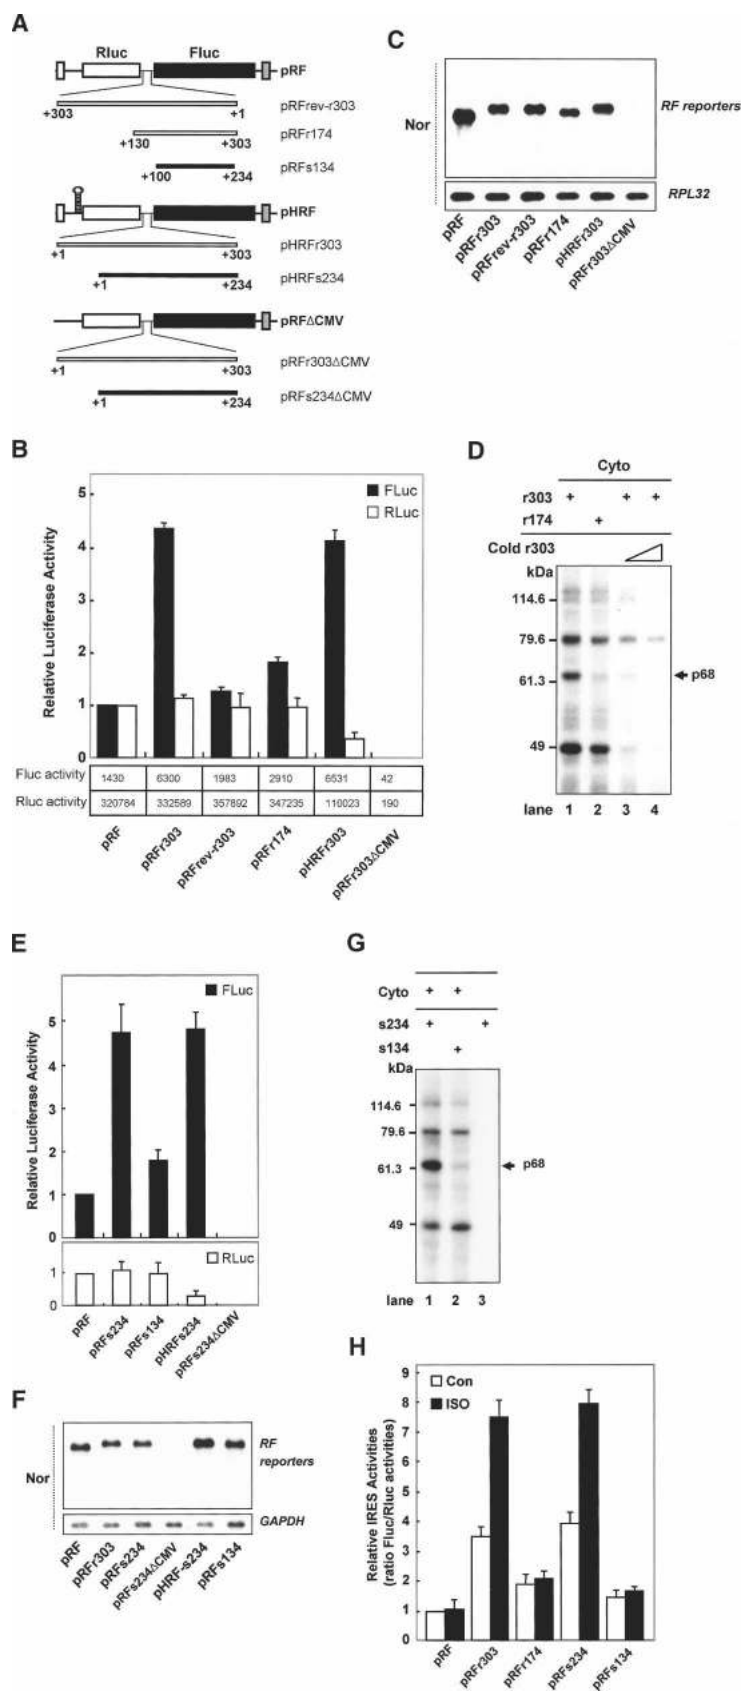 A
Rluc Fluc
pRF
pRFrev-r303
+303 +1
pRFr174
+130 +303
pRFs134
+100 +234
pHRF
pHRFr303
+1 +303
pHRFs234
+1 +234
pRFΔCMV
pRFr303ΔCMV
+1 +303
pRFs234ΔCMV
+1 +234
C
Nor
RF reporters
RPL32
pRF
pRFr303
pRFrev-r303
pRFr174
pHRFr303
pRFr303ΔCMV
B
Relative Luciferase Activity
FLuc
RLuc
5
4
3
2
1
0
Fluc activity 1430 6300 1983 2910 6531 42
Rluc activity 320784 332589 357892 347235 110023 190
pRF
pRFr303
pRFrev-r303
pRFr174
pHRFr303
pRFr303ΔCMV
D
Cyto
r303 + + +
r174 +
Cold r303
kDa
114.6
79.6
61.3
49
p68
lane 1 2 3 4
E
Relative Luciferase Activity
FLuc
5
4
3
2
1
0
RLuc
1
0
pRF
pRFs234
pRFs134
pHRFs234
pRFs234ΔCMV
G
Cyto + +
s234 + +
s134 +
kDa
114.6
79.6
61.3
49
p68
lane 1 2 3
F
Nor
RF
reporters
GAPDH
pRF
pRFr303
pRFs234
pRFs234ΔCMV
pHRF-s234
pRFs134
H
Relative IRES Activities
(ratio Fluc/Rluc activities)
Con
ISO
9
8
7
6
5
4
3
2
1
0
pRF
pRFr303
pRFr174
pRFs234
pRFs134